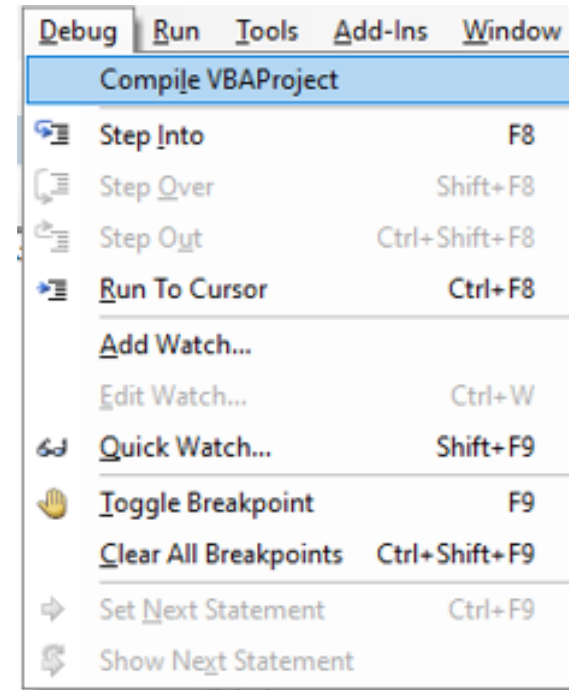 Debug Run Tools Add-Ins Window
Compile VBAProject
Step Into F8
Step Over Shift+F8
Step Out Ctrl+Shift+F8
Run To Cursor Ctrl+F8
Add Watch...
Edit Watch... Ctrl+W
Quick Watch... Shift+F9
Toggle Breakpoint F9
Clear All Breakpoints Ctrl+Shift+F9
Set Next Statement Ctrl+F9
Show Next Statement